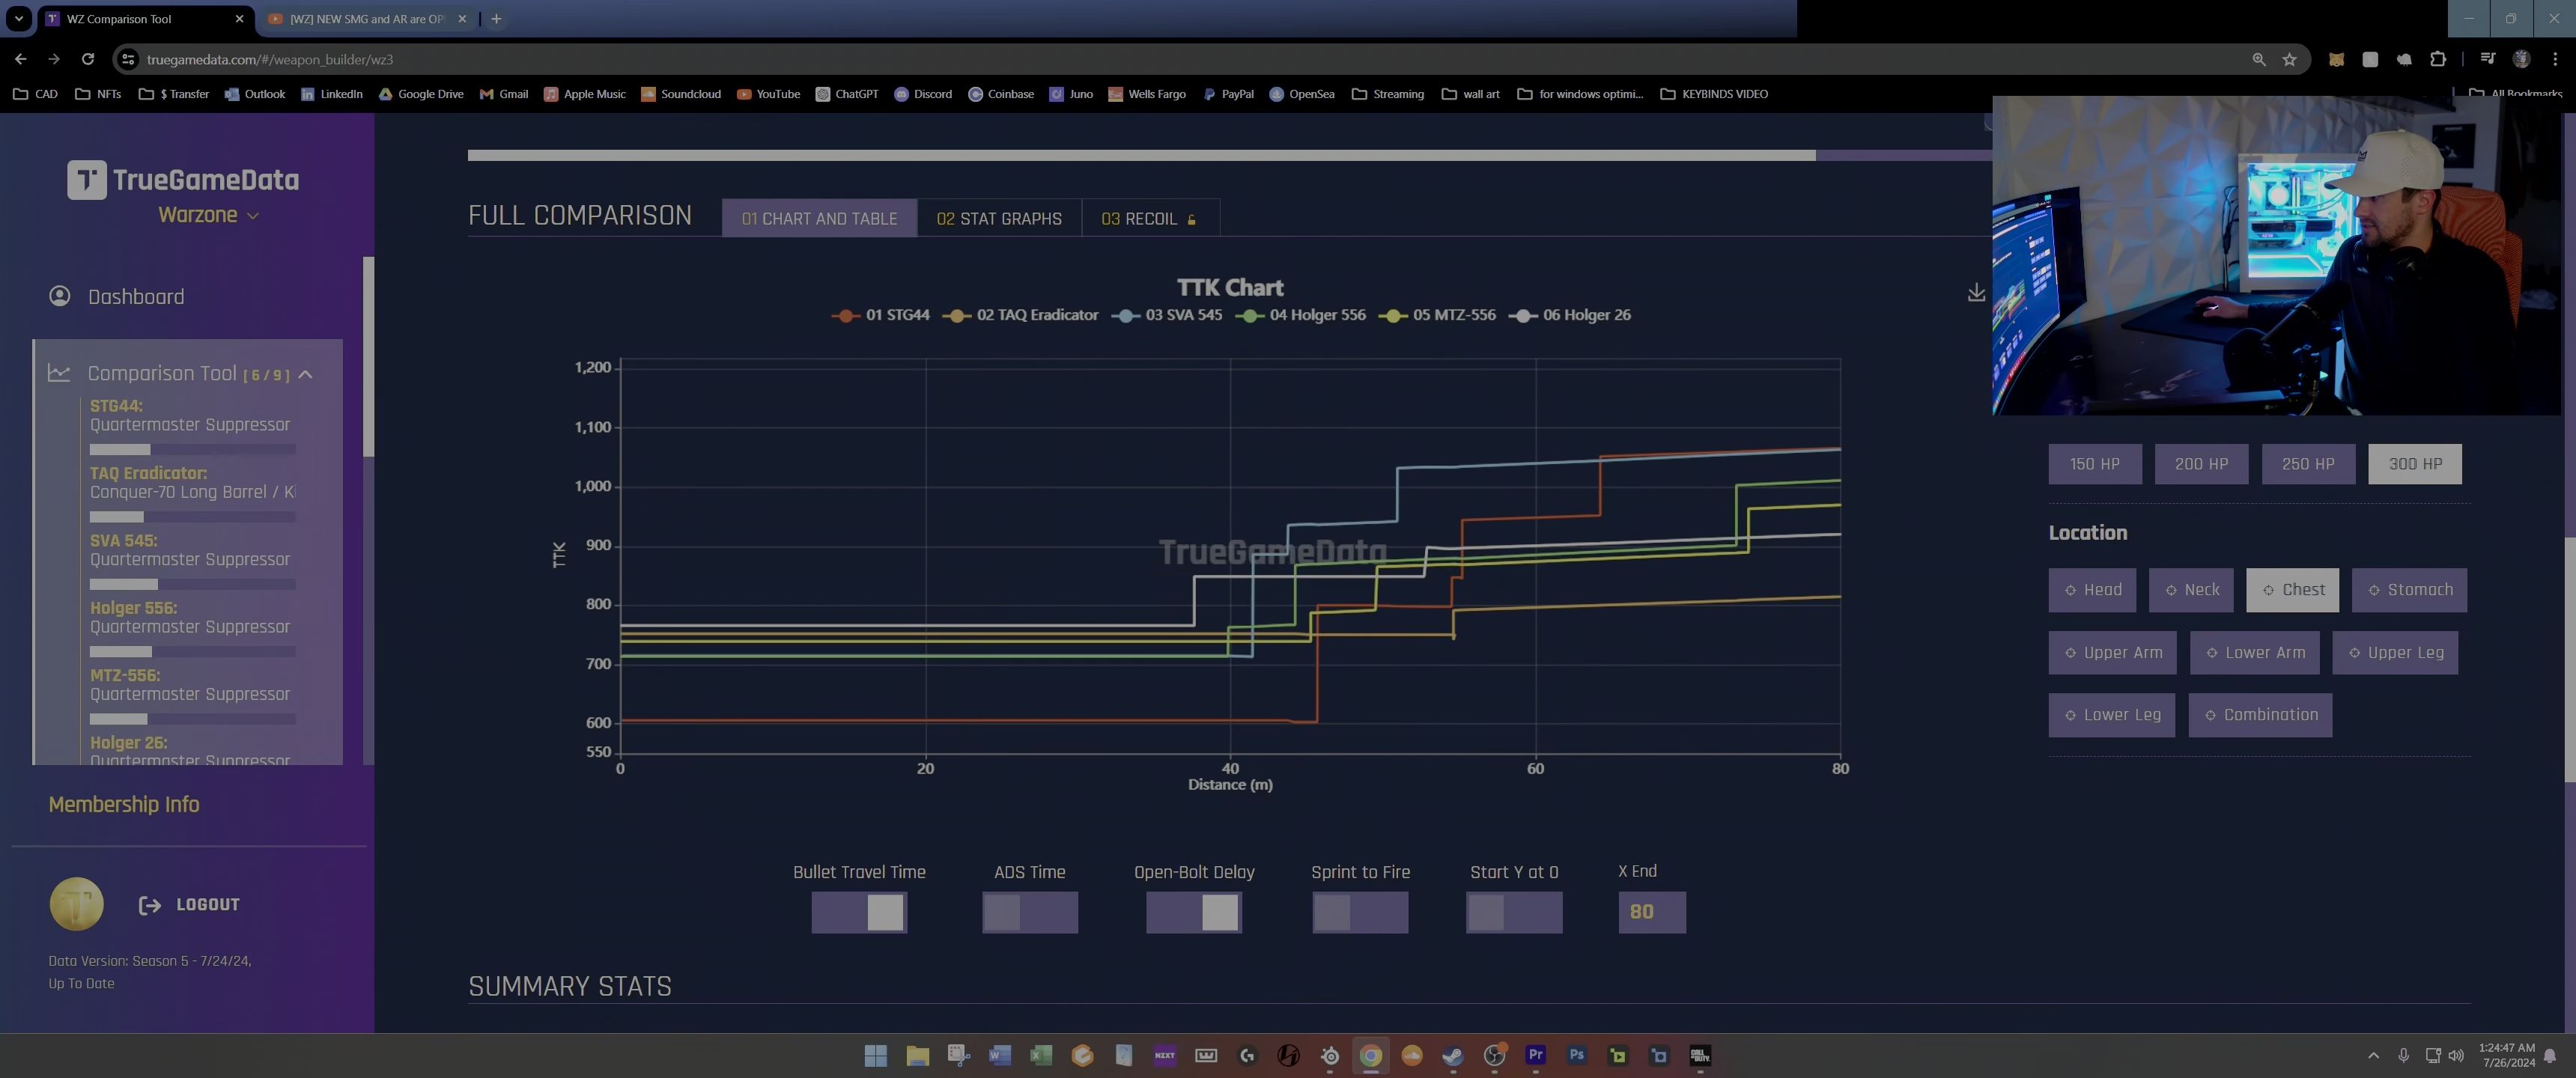 WZ Comparison Tool
[WZ] NEW SMG and AR are OP
truegamedata.com/#/weapon_builder/wz3
CAD NFTs $ Transfer Outlook LinkedIn Google Drive Gmail Apple Music Soundcloud YouTube ChatGPT Discord Coinbase Juno Wells Fargo PayPal OpenSea Streaming wall art for windows optimi... KEYBINDS VIDEO All Bookmarks
TrueGameData
Warzone
Dashboard
Comparison Tool [ 6 / 9 ]
STG44:
Quartermaster Suppressor
TAQ Eradicator:
Conquer-70 Long Barrel / Ki
SVA 545:
Quartermaster Suppressor
Holger 556:
Quartermaster Suppressor
MTZ-556:
Quartermaster Suppressor
Holger 26:
Quartermaster Suppressor
Membership Info
LOGOUT
Data Version: Season 5 - 7/24/24,
Up To Date
FULL COMPARISON
01 CHART AND TABLE
02 STAT GRAPHS
03 RECOIL
TTK Chart
01 STG44 02 TAQ Eradicator 03 SVA 545 04 Holger 556 05 MTZ-556 06 Holger 26
1,200
1,100
1,000
900
800
700
600
550
TTK
TrueGameData
0 20 40 60 80
Distance (m)
Bullet Travel Time
ADS Time
Open-Bolt Delay
Sprint to Fire
Start Y at 0
X End
80
SUMMARY STATS
150 HP 200 HP 250 HP 300 HP
Location
Head Neck Chest Stomach
Upper Arm Lower Arm Upper Leg
Lower Leg Combination
NZXT
Pr
Ps
1:24:47 AM
7/26/2024